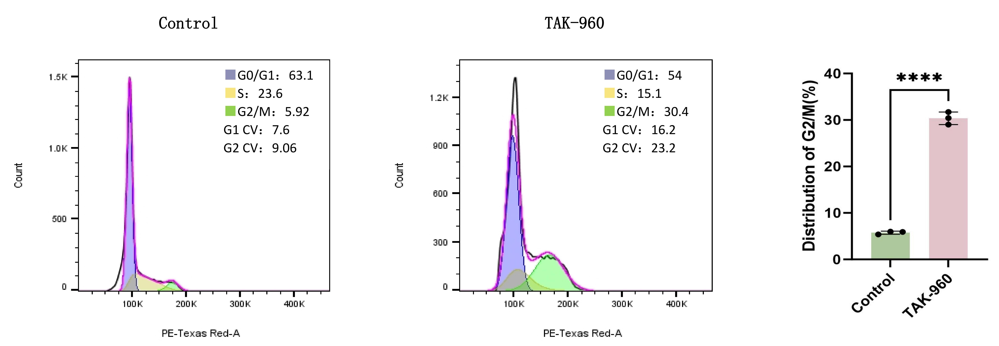 Control
1.5K
1.0K
500
0
Count
G0/G1：63.1
S：23.6
G2/M：5.92
G1 CV：7.6
G2 CV：9.06
100K 200K 300K 400K
PE-Texas Red-A
TAK-960
1.2K
900
600
300
0
Count
G0/G1：54
S：15.1
G2/M：30.4
G1 CV：16.2
G2 CV：23.2
100K 200K 300K 400K
PE-Texas Red-A
Distribution of G2/M(%)
40
30
20
10
0
****
Control
TAK-960